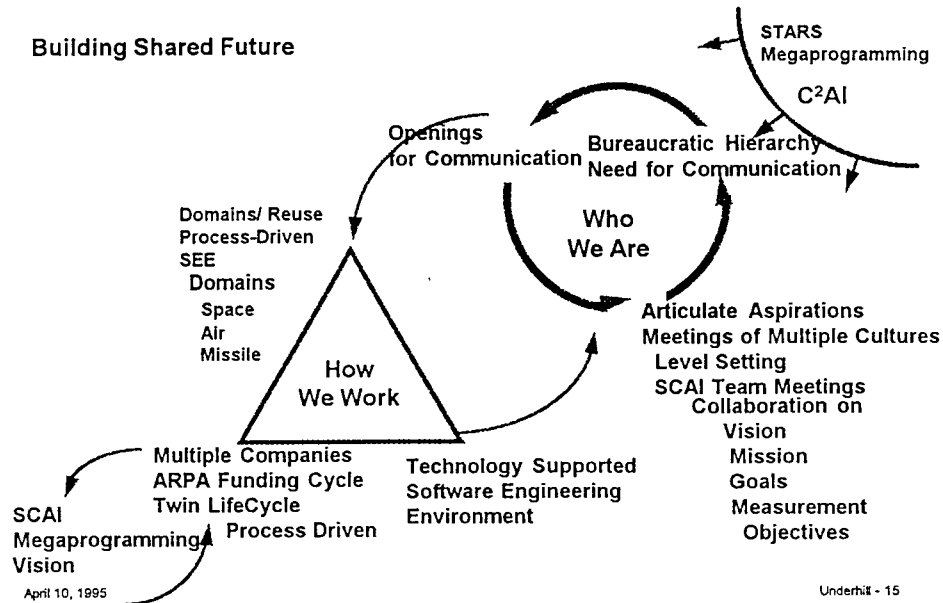 Building Shared Future
STARS
Megaprogramming
C²AI
Openings
for Communication
Bureaucratic Hierarchy
Need for Communication
Who
We Are
Domains/ Reuse
Process-Driven
SEE
Domains
Space
Air
Missile
How
We Work
Articulate Aspirations
Meetings of Multiple Cultures
Level Setting
SCAI Team Meetings
Collaboration on
Vision
Mission
Goals
Measurement
Objectives
Multiple Companies
ARPA Funding Cycle
Twin LifeCycle
Process Driven
Technology Supported
Software Engineering
Environment
SCAI
Megaprogramming
Vision
April 10, 1995
Underhill - 15